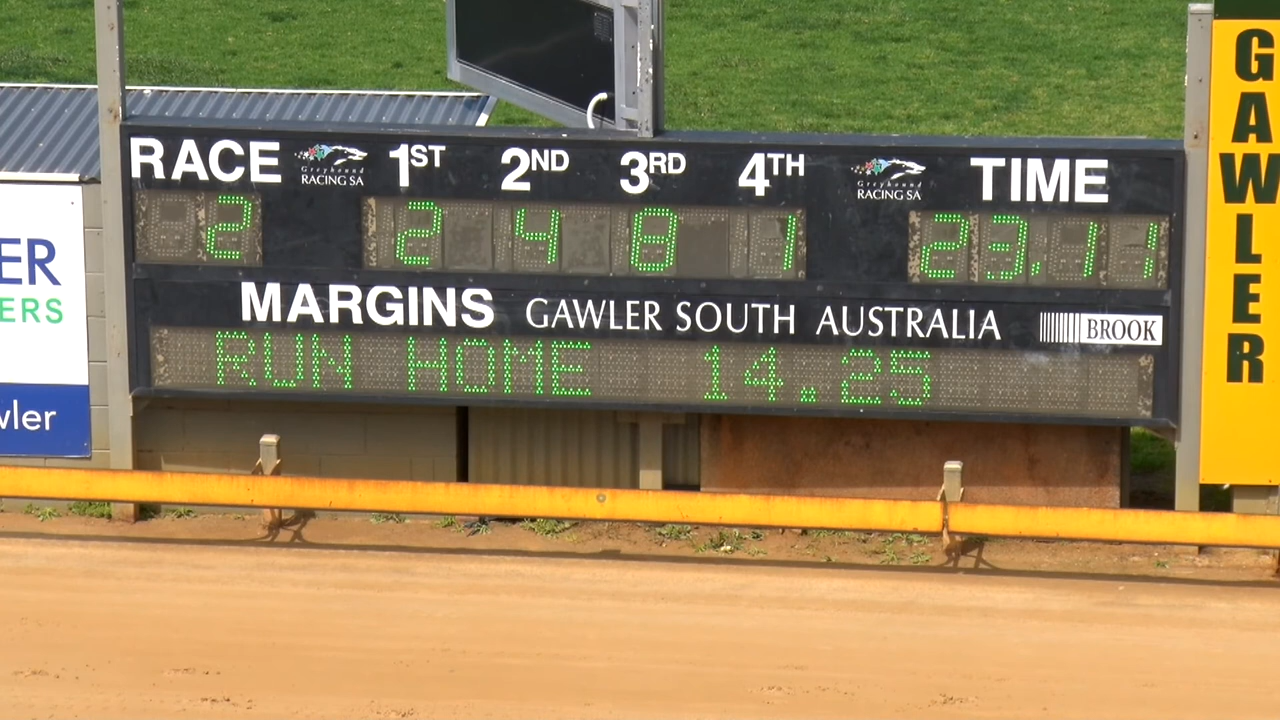 RACE Greyhound RACING SA 1ST 2ND 3RD 4TH Greyhound RACING SA TIME
2 2 4 8 1 23.11
MARGINS GAWLER SOUTH AUSTRALIA BROOK
RUN HOME 14.25
GAWLER
ER
ERS
wler